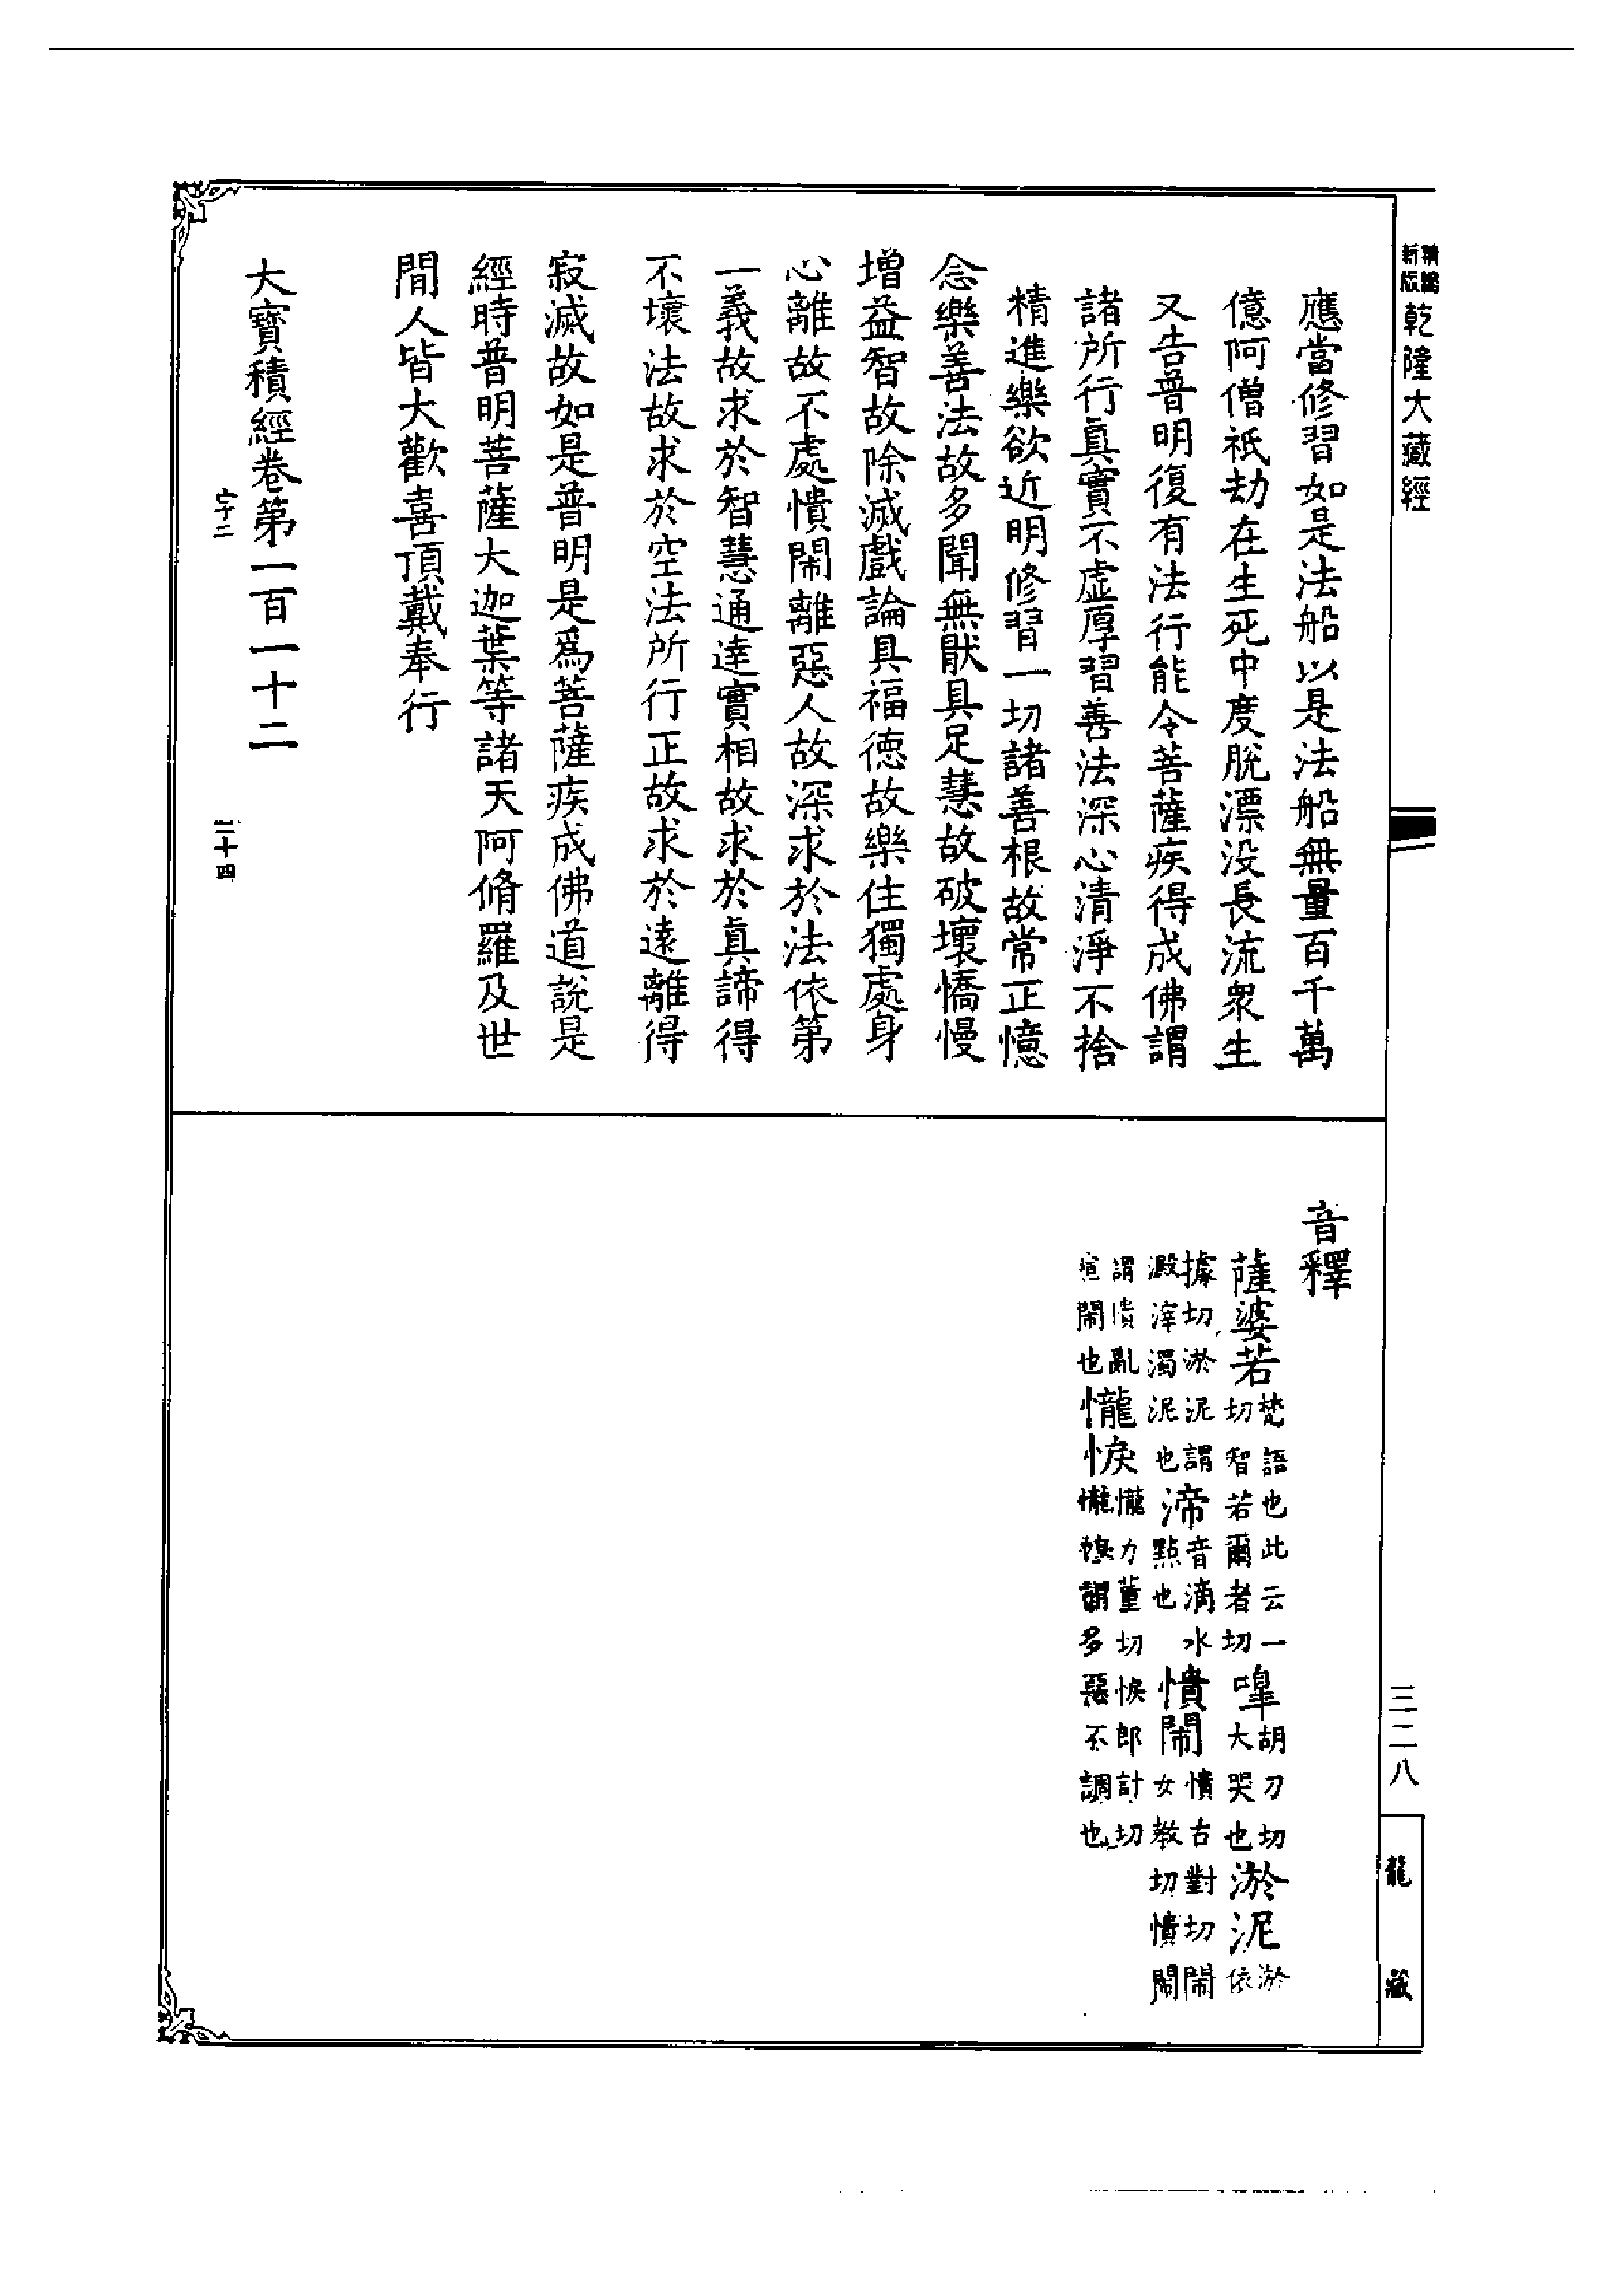 精編新版
乾隆大藏經
應當修習如是法船以是法船無量百千萬
億阿僧祇劫在生死中度脫漂沒長流衆生
又告普明復有法行能令菩薩疾得成佛謂
諸所行真實不虛厚習善法深心清淨不捨
精進樂欲近明修習一切諸善根故常正憶
念樂善法故多聞無厭具足慧故破壞憍慢
增益智故除滅戲論具福德故樂住獨處身
心離故不處憒閙離惡人故深求於法依第
一義故求於智慧通達實相故求於真諦得
不壞法故求於空法所行正故求於遠離得
寂滅故如是普明是為菩薩疾成佛道說是
經時普明菩薩大迦葉等諸天阿脩羅及世
間人皆大歡喜頂戴奉行
大寶積經卷第一百一十二
二十四
音釋
薩婆若梵語也此云一切智若爾者切嘷胡刀切大哭也淤泥淤依
據切淤泥謂澱滓濁泥也渧音滴水點也憒閙憒古對切閙女教切憒閙
謂憒亂喧閙也儱悷儱力董切悷郎計切儱悷謂多惡不調也
三二八
龍藏